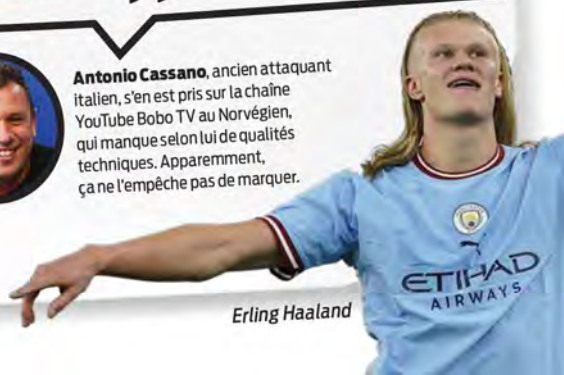 Antonio Cassano, ancien attaquant
italien, s'en est pris sur la chaîne
YouTube Bobo TV au Norvégien,
qui manque selon lui de qualités
techniques. Apparemment,
ça ne l'empêche pas de marquer.
Erling Haaland
ETIHAD
AIRWAYS